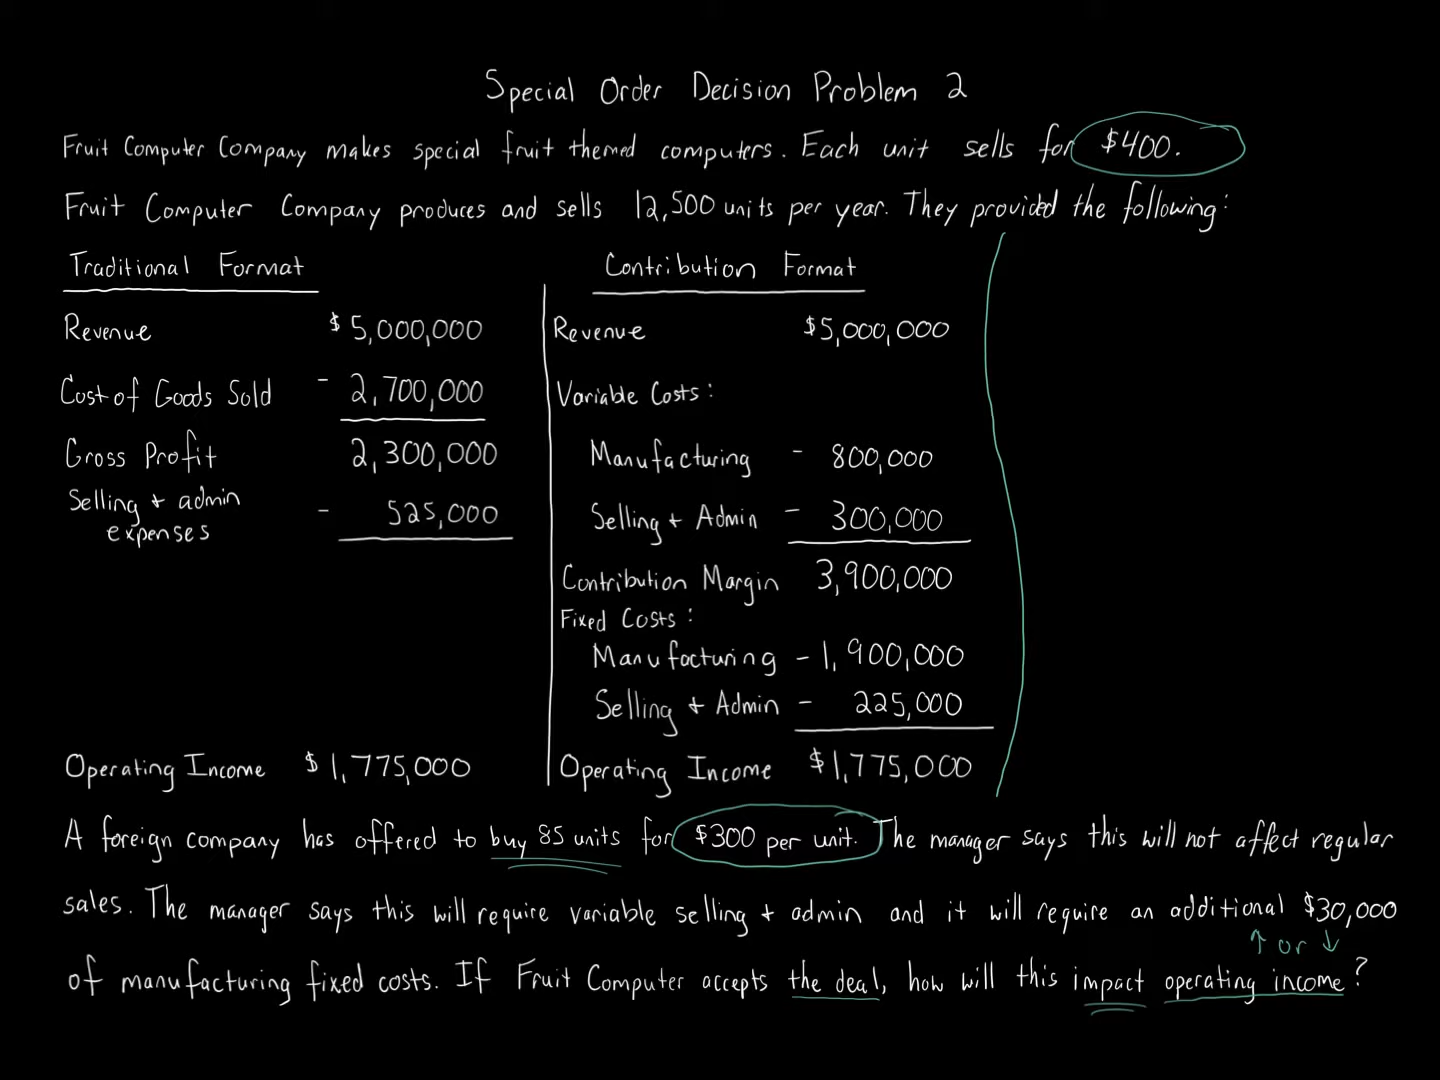 Special Order Decision Problem 2
Fruit Computer Company makes special fruit themed computers. Each unit sells for $400.
Fruit Computer Company produces and sells 12,500 units per year. They provided the following:
Traditional Format
Revenue $5,000,000
Cost of Goods Sold - 2,700,000
Gross Profit 2,300,000
Selling + admin
expenses - 525,000
Operating Income $1,775,000
Contribution Format
Revenue $5,000,000
Variable Costs:
Manufacturing - 800,000
Selling + Admin - 300,000
Contribution Margin 3,900,000
Fixed Costs:
Manufacturing - 1,900,000
Selling + Admin - 225,000
Operating Income $1,775,000
A foreign company has offered to buy 85 units for $300 per unit. The manager says this will not affect regular
sales. The manager says this will require variable selling + admin and it will require an additional $30,000
↑ or ↓
of manufacturing fixed costs. If Fruit Computer accepts the deal, how will this impact operating income?